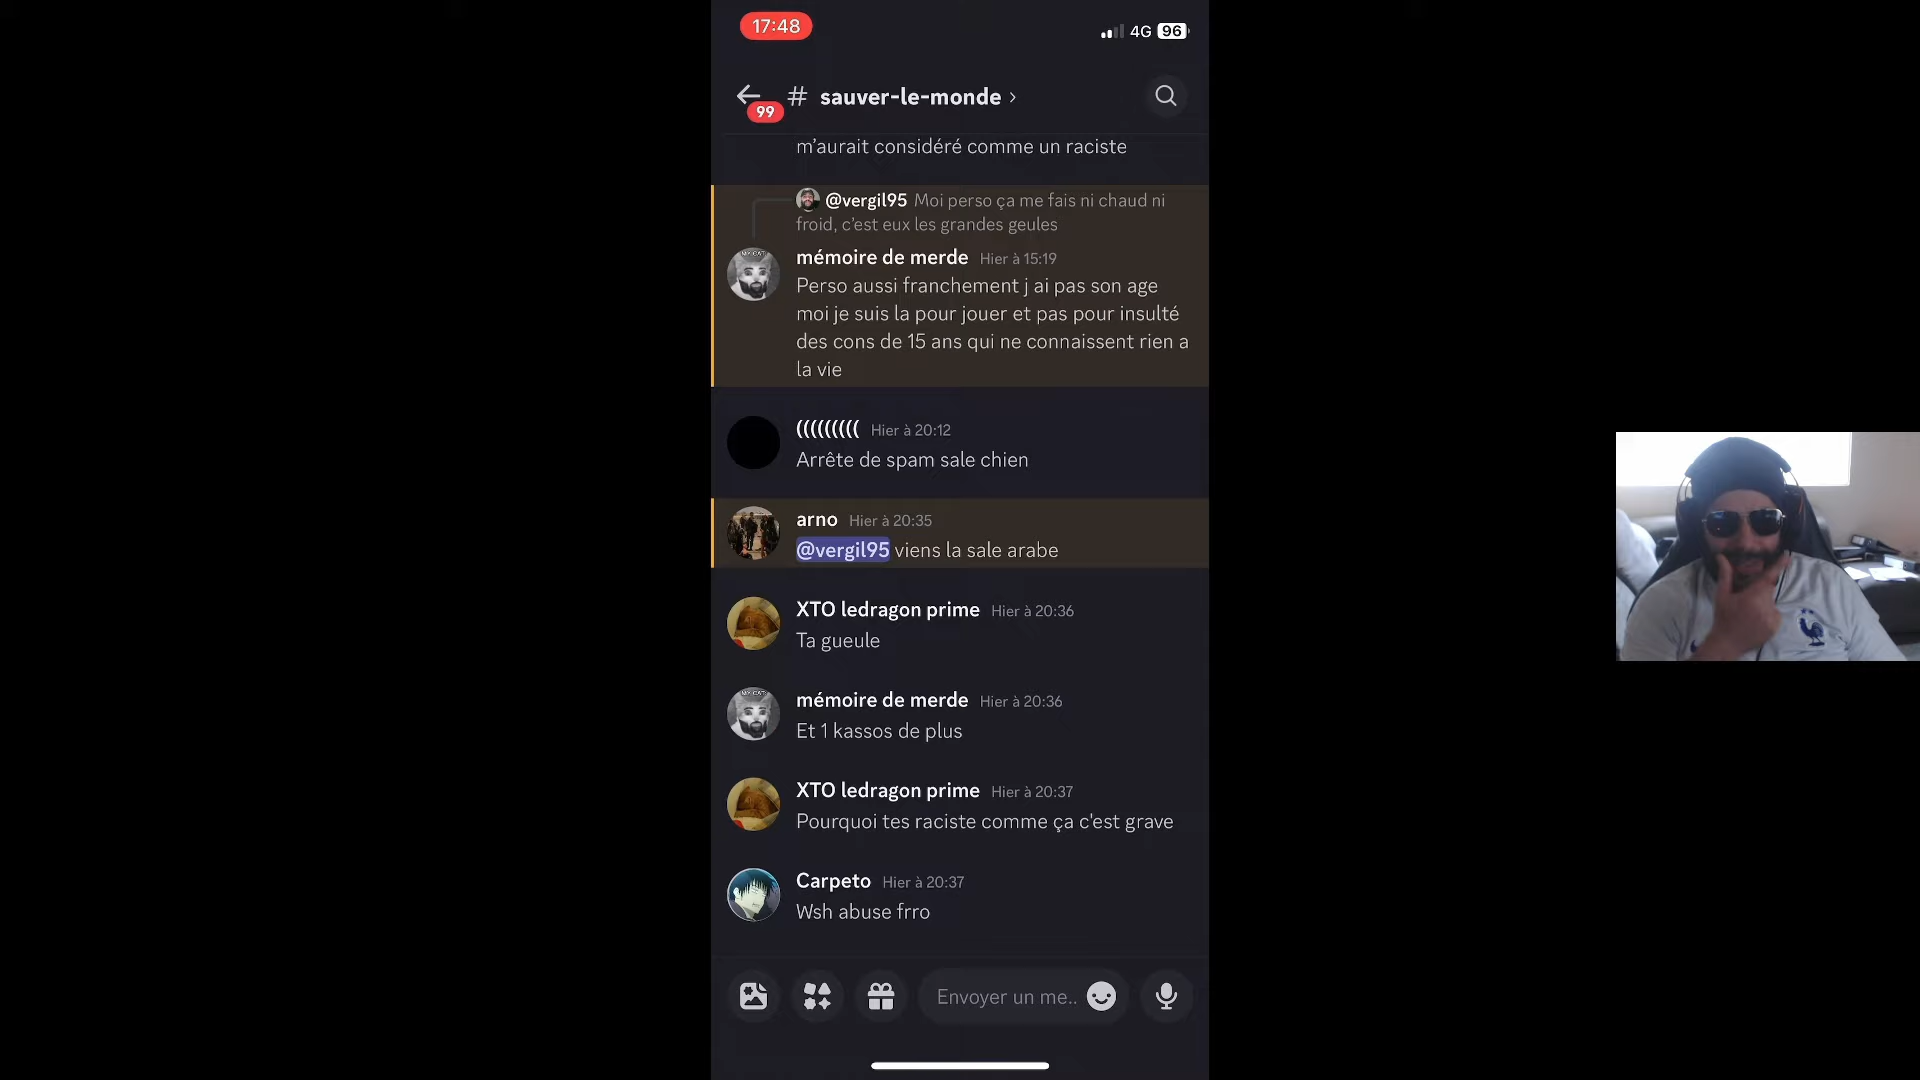 17:48
4G 96
99 # sauver-le-monde ›
m'aurait considéré comme un raciste
@vergil95 Moi perso ça me fais ni chaud ni
froid, c'est eux les grandes geules
MY CAT
mémoire de merde Hier à 15:19
Perso aussi franchement j ai pas son age
moi je suis la pour jouer et pas pour insulté
des cons de 15 ans qui ne connaissent rien a
la vie
((((((((( Hier à 20:12
Arrête de spam sale chien
arno Hier à 20:35
@vergil95 viens la sale arabe
XTO ledragon prime Hier à 20:36
Ta gueule
MY CAT
mémoire de merde Hier à 20:36
Et 1 kassos de plus
XTO ledragon prime Hier à 20:37
Pourquoi tes raciste comme ça c'est grave
Carpeto Hier à 20:37
Wsh abuse frro
Envoyer un me..